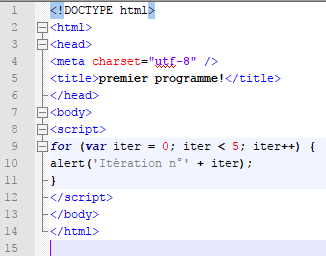 1 <!DOCTYPE html>
2 <html>
3 <head>
4 <meta charset="utf-8" />
5 <title>premier programme!</title>
6 </head>
7 <body>
8 <script>
9 for (var iter = 0; iter < 5; iter++) {
10 alert('Itération n°' + iter);
11 }
12 </script>
13 </body>
14 </html>
15